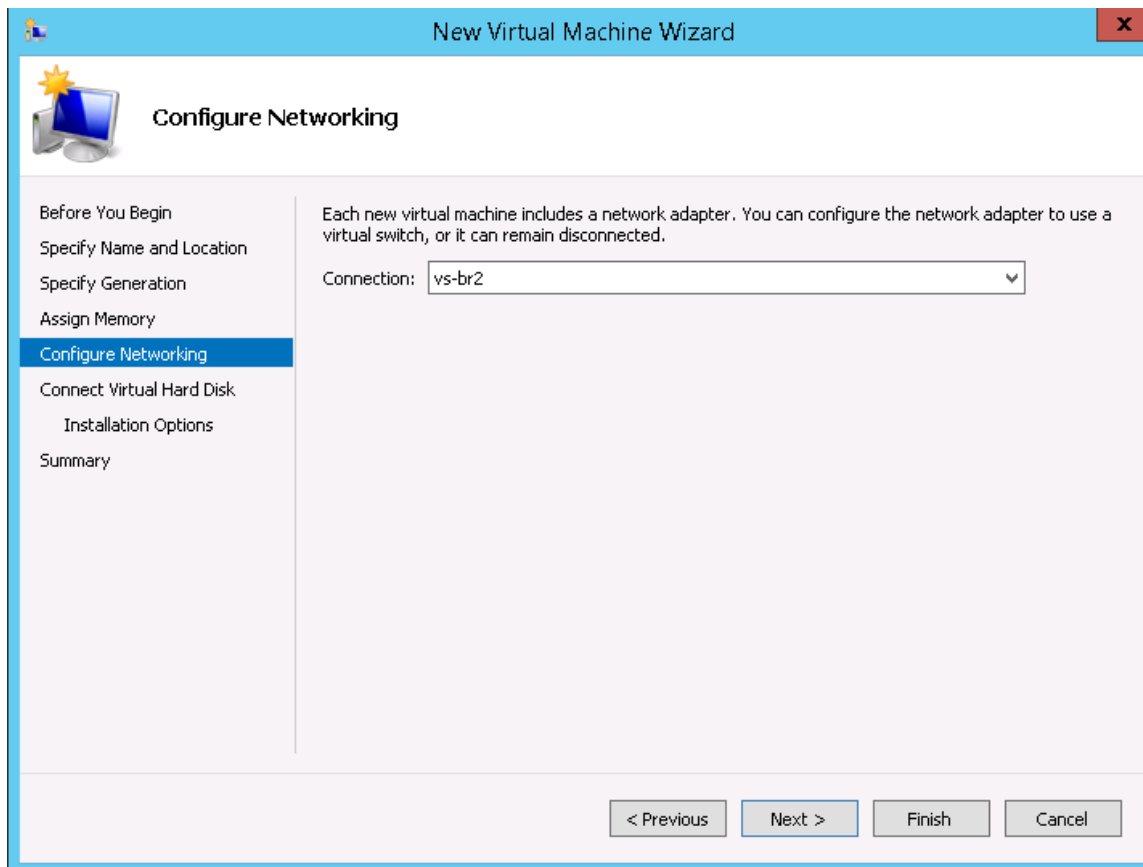 New Virtual Machine Wizard
x
Configure Networking
Before You Begin
Specify Name and Location
Specify Generation
Assign Memory
Configure Networking
Connect Virtual Hard Disk
Installation Options
Summary
Each new virtual machine includes a network adapter. You can configure the network adapter to use a
virtual switch, or it can remain disconnected.
Connection: vs-br2
< Previous Next > Finish Cancel